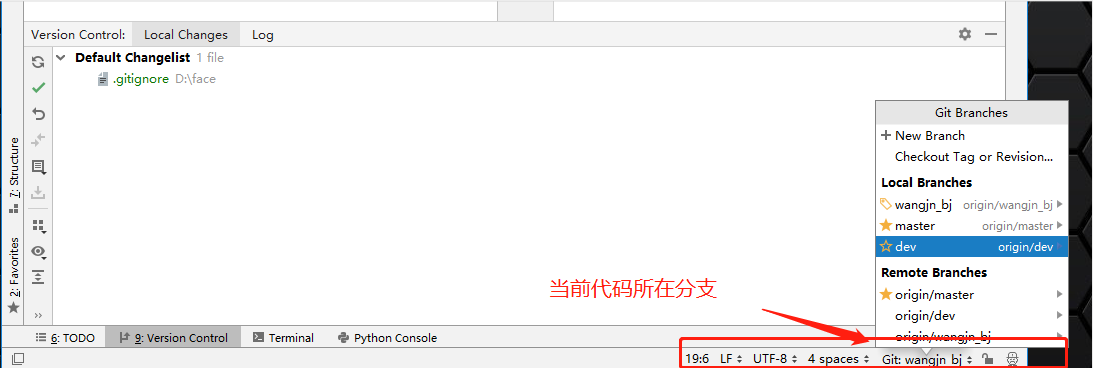 Version Control: Local Changes Log
Default Changelist 1 file
.gitignore D:\face
7: Structure
2: Favorites
Git Branches
New Branch
Checkout Tag or Revision...
Local Branches
wangjn_bj origin/wangjn_bj
master origin/master
dev origin/dev
Remote Branches
origin/master
origin/dev
origin/wangjn_bj
当前代码所在分支
6: TODO 9: Version Control Terminal Python Console
19:6 LF UTF-8 4 spaces Git: wangjn_bj